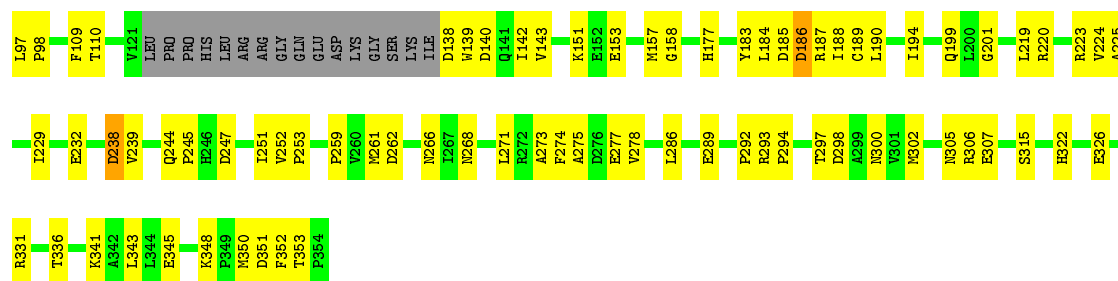 L97 P98 F109 T110 V121 LEU PRO PRO HIS LEU ARG ARG GLY GLN GLU ASP LYS GLY SER LYS ILE D138 W139 D140 Q141 I142 V143 K151 E152 E153 M157 G158 H177 Y183 L184 D185 D186 R187 I188 C189 L190 I194 Q199 L200 G201 L219 R220 R223 V224 A225
I229 E232 D238 V239 Q244 P245 H246 D247 I251 V252 P253 P259 V260 M261 D262 N266 I267 N268 L271 R272 A273 F274 A275 D276 E277 V278 L286 E289 P292 R293 P294 T297 D298 A299 N300 V301 M302 N305 R306 E307 S315 H322 E326
R331 T336 K341 A342 L343 L344 E345 K348 P349 M350 D351 F352 T353 P354